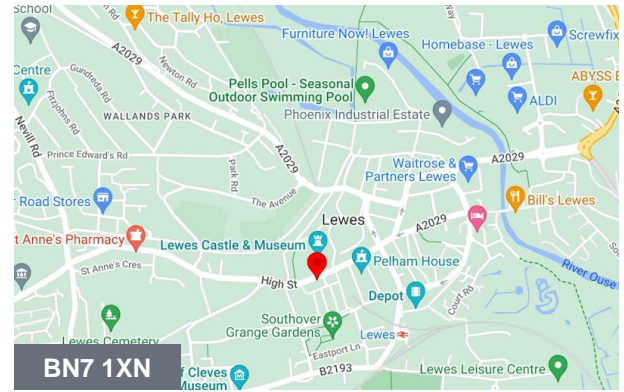 School
The Tally Ho, Lewes
Way
Furniture Now! Lewes
Homebase - Lewes
Screwfix
A2029
Newton Rd
Centre
Gundreda Rd
Fitzjohns Rd
Nevill Rd
WALLANDS PARK
Pells Pool - Seasonal
Outdoor Swimming Pool
ALDI
ABYSS
Phoenix Industrial Estate
Prince Edward's Rd
Park Rd
A2029
Waitrose &
Partners Lewes
A2029
The Avenue
Road Stores
Bill's Lewes
Lewes
A2029
t Anne's Pharmacy
Lewes Castle & Museum
Pelham House
St Anne's Cres
High St
River Ouse
Depot
Court Rd
Southover
Grange Gardens
Lewes Cemetery
Lewes
Eastport Ln
BN7 1XN
of Cleves
Museum
B2193
Lewes Leisure Centre